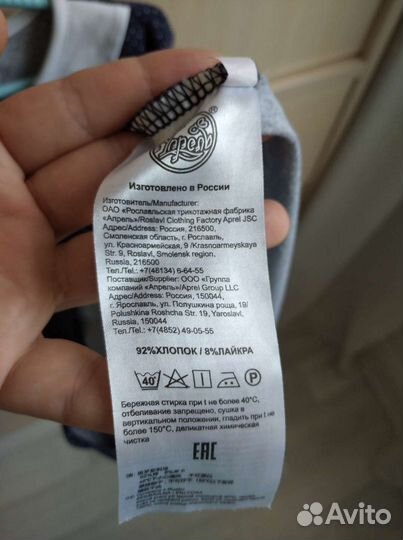 ®
Изготовлено в России
Изготовитель/Manufacturer:
ОАО «Рославльская трикотажная фабрика
«Апрель»/Roslavl Clothing Factory Aprel JSC
Адрес/Address: Россия, 216500,
Смоленская область, г. Рославль,
ул. Красноармейская, 9 /Krasnoarmeyskaya
Str. 9, Roslavl, Smolensk region,
Russia, 216500
Тел./Tel.: +7(48134) 6-64-55
Поставщик/Supplier: ООО «Группа
компаний «Апрель»/Aprel Group LLC
Адрес/Address: Россия, 150044,
г. Ярославль, ул. Полушкина роща, 19/
Polushkina Roshcha Str. 19, Yaroslavl,
Russia, 150044
Тел./Tel.: +7(4852) 49-05-55
92%ХЛОПОК / 8%ЛАЙКРА
40° P
Бережная стирка при t не более 40°C,
отбеливание запрещено, сушка в
вертикальном положении, гладить при t не
более 150°C, деликатная химическая
чистка
EAC
Avito